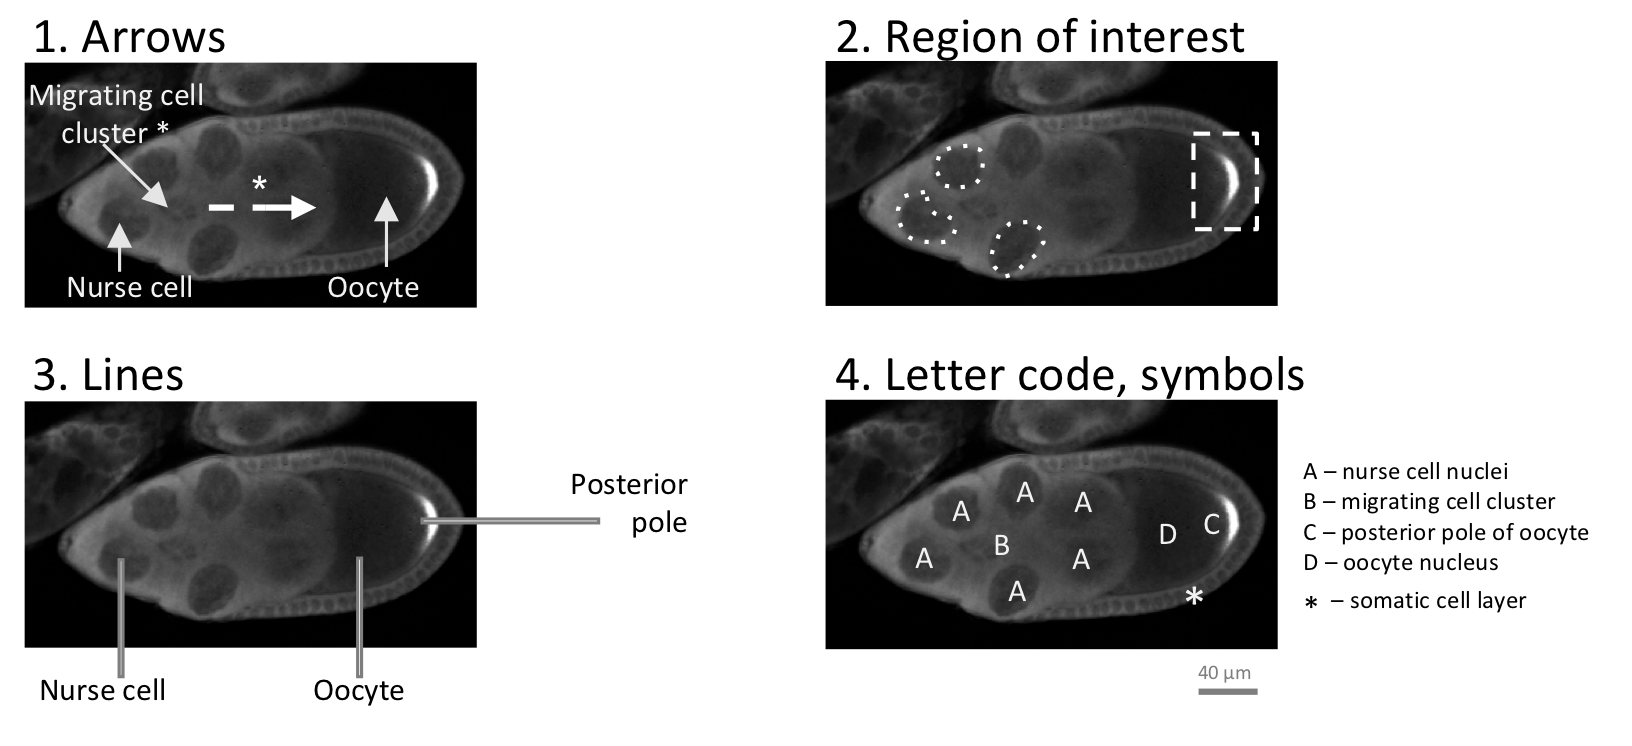 1. Arrows
Migrating cell
cluster *
*
Nurse cell
Oocyte
2. Region of interest
3. Lines
Posterior
pole
Nurse cell
Oocyte
4. Letter code, symbols
A
A
A
A
B
A
A
D
C
*
A – nurse cell nuclei
B – migrating cell cluster
C – posterior pole of oocyte
D – oocyte nucleus
* – somatic cell layer
40 µm